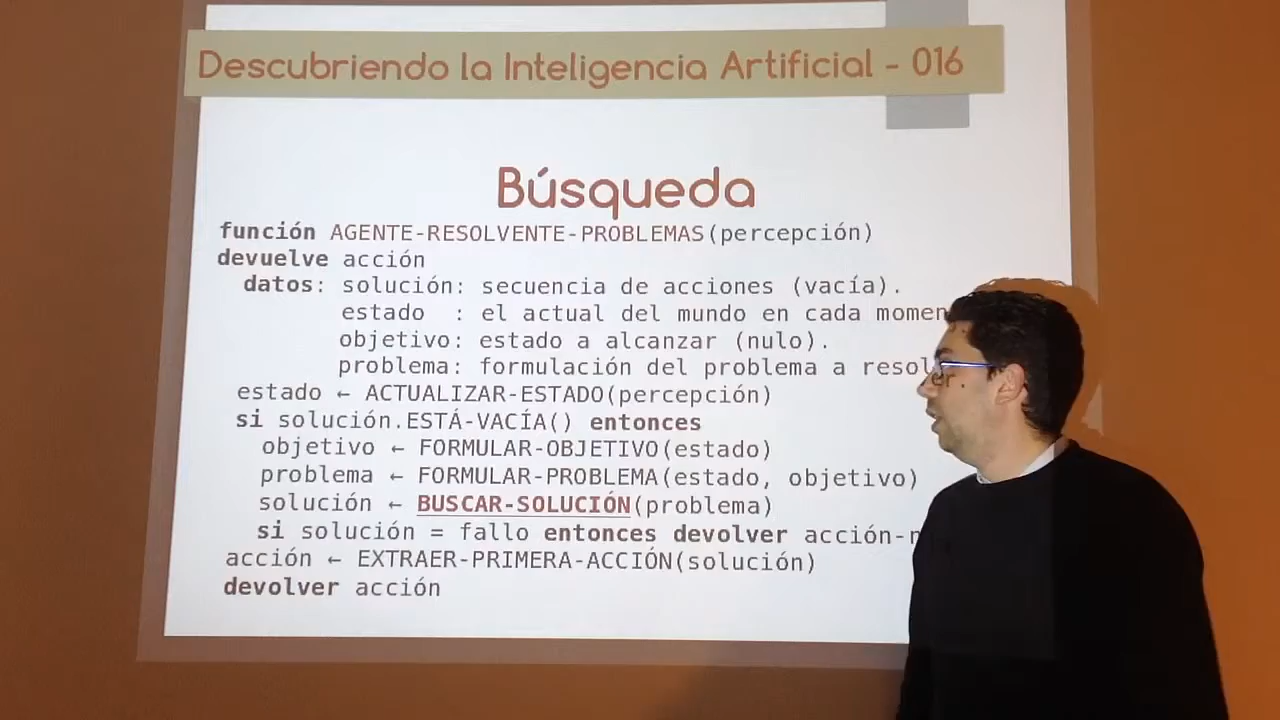 Descubriendo la Inteligencia Artificial - 016
Búsqueda
función AGENTE-RESOLVENTE-PROBLEMAS(percepción)
devuelve acción
datos: solución: secuencia de acciones (vacía).
estado : el actual del mundo en cada
objetivo: estado a alcanzar (nulo).
problema: formulación del problema a
estado ← ACTUALIZAR-ESTADO(percepción)
si solución.ESTÁ-VACÍA() entonces
objetivo ← FORMULAR-OBJETIVO(estado)
problema ← FORMULAR-PROBLEMA(estado, objetivo)
solución ← BUSCAR-SOLUCIÓN(problema)
si solución = fallo entonces devolver
acción ← EXTRAER-PRIMERA-ACCIÓN(solución)
devolver acción